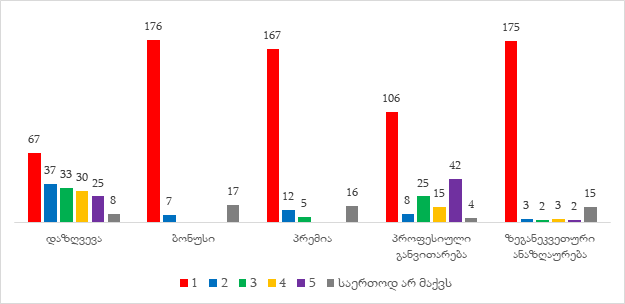 67 37 33 30 25 8
176 7 17
167 12 5 16
106 8 25 15 42 4
175 3 2 3 2 15
დაზღვევა
ბონუსი
პრემია
პროფესიული
განვითარება
ზეგანაკვეთური
ანაზღაურება
1 2 3 4 5 საერთოდ არ მაქვს